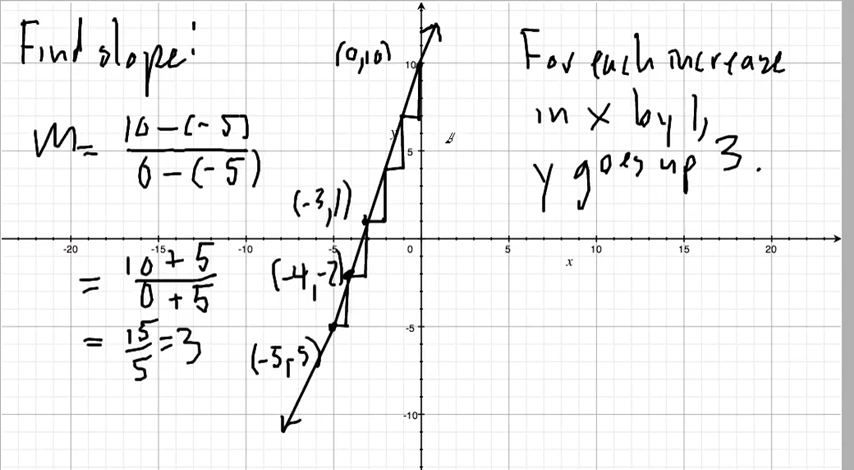 Find slope:
m = 10-(-5)
0-(-5)
= 10+5
0+5
= 15
5
=3
For each increase
in x by 1,
y goes up 3.
(0,10)
(-3,1)
(-4,-2)
(-5,-5)
10
5
-20 -15 -10 -5 0 5 10 15 20
-5
-10
y
x